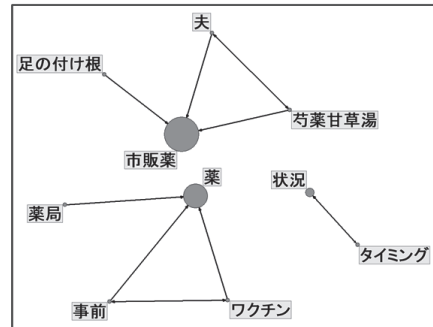 夫
足の付け根
芍薬甘草湯
市販薬
薬
状況
薬局
タイミング
事前
ワクチン